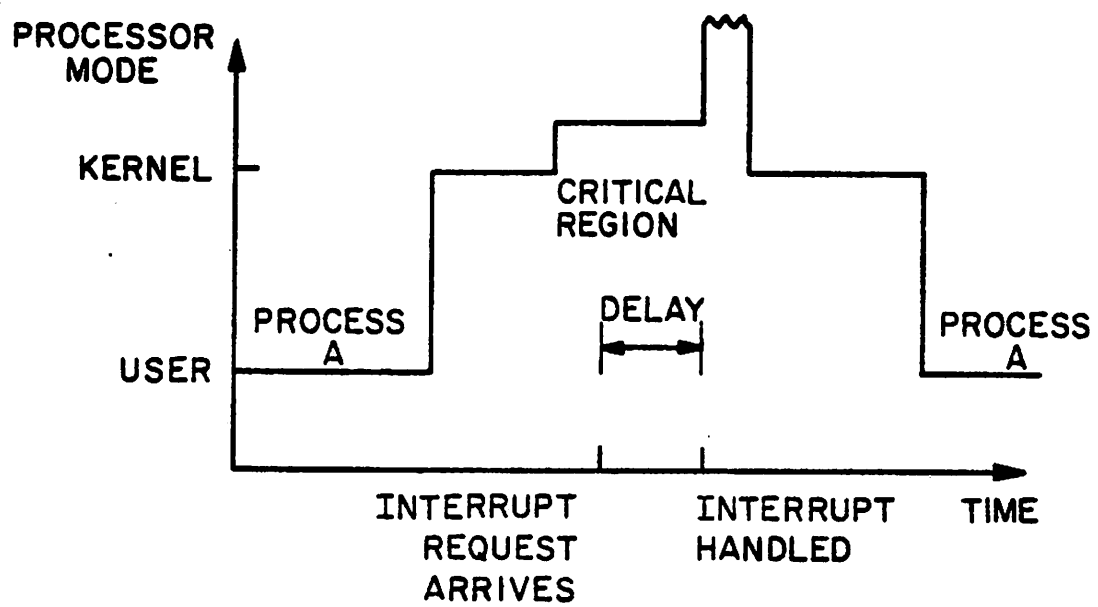 PROCESSOR
MODE
KERNEL
CRITICAL
REGION
DELAY
PROCESS
A
PROCESS
A
USER
INTERRUPT
REQUEST
ARRIVES
INTERRUPT
HANDLED
TIME